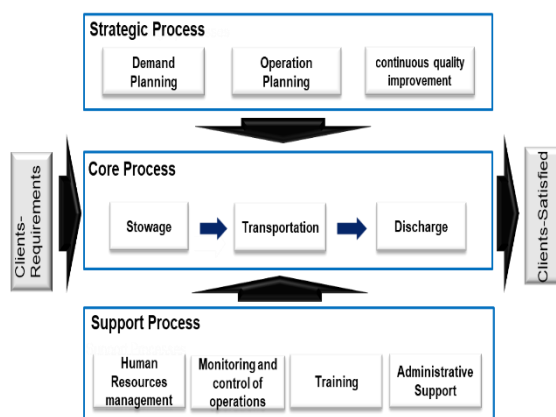 Strategic Process
Demand
Planning
Operation
Planning
continuous quality
improvement
Clients-
Requirements
Core Process
Stowage
Transportation
Discharge
Clients-Satisfied
Support Process
Human
Resources
management
Monitoring and
control of
operations
Training
Administrative
Support